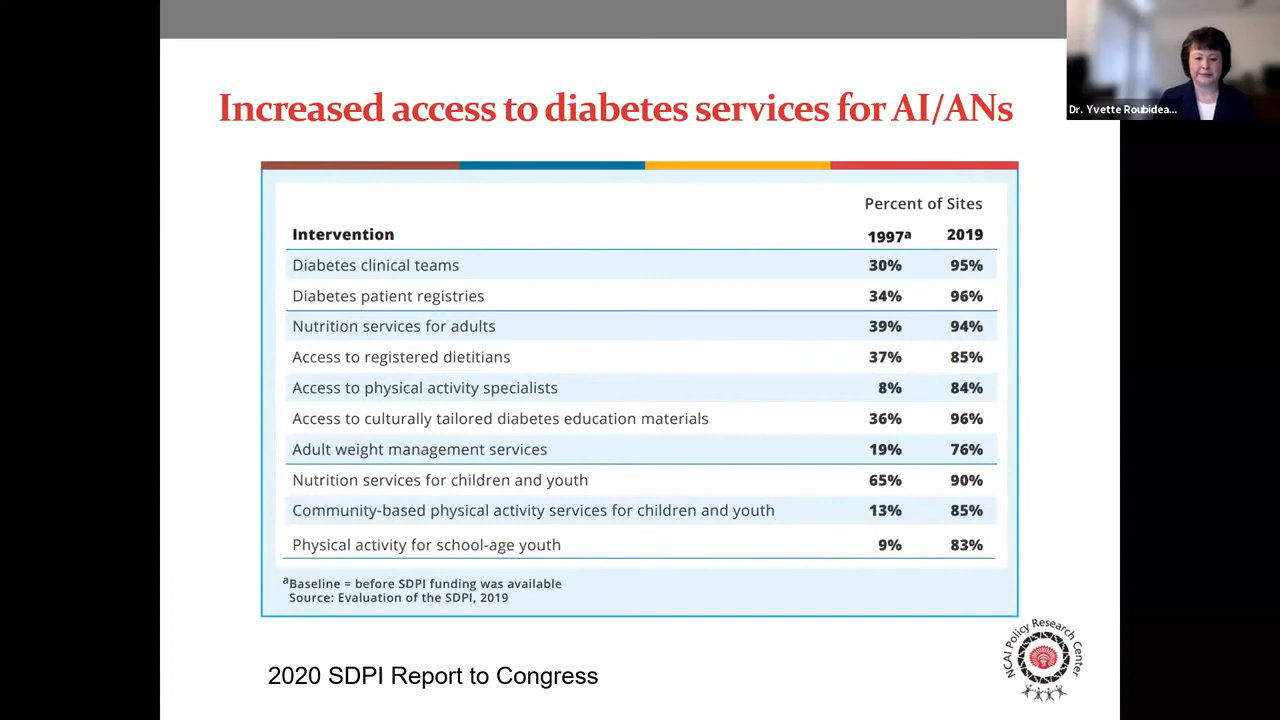 Dr. Yvette Roubidea...
Increased access to diabetes services for AI/ANs
Percent of Sites
Intervention 1997a 2019
Diabetes clinical teams 30% 95%
Diabetes patient registries 34% 96%
Nutrition services for adults 39% 94%
Access to registered dietitians 37% 85%
Access to physical activity specialists 8% 84%
Access to culturally tailored diabetes education materials 36% 96%
Adult weight management services 19% 76%
Nutrition services for children and youth 65% 90%
Community-based physical activity services for children and youth 13% 85%
Physical activity for school-age youth 9% 83%
aBaseline = before SDPI funding was available
Source: Evaluation of the SDPI, 2019
2020 SDPI Report to Congress
NCAI Policy Research Center